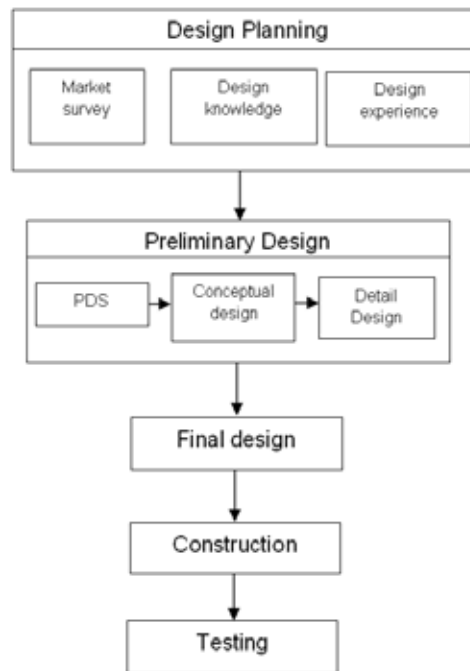 Design Planning
Market
survey
Design
knowledge
Design
experience
Preliminary Design
PDS
Conceptual
design
Detail
Design
Final design
Construction
Testing